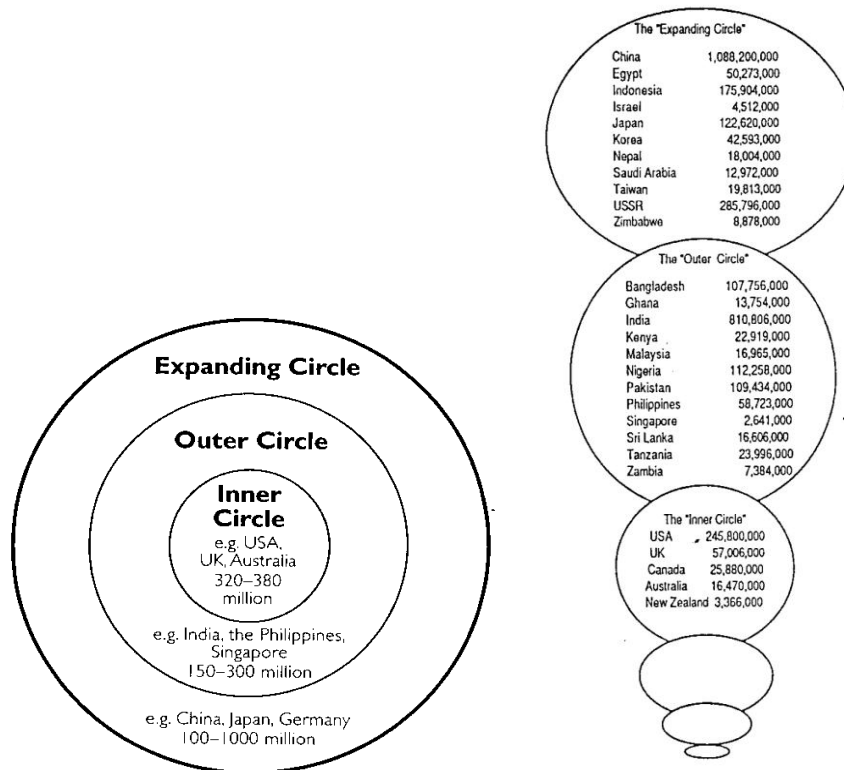 Expanding Circle
Outer Circle
Inner
Circle
e.g. USA,
UK, Australia
320–380
million
e.g. India, the Philippines,
Singapore
150–300 million
e.g. China, Japan, Germany
100–1000 million
The "Expanding Circle"
China 1,088,200,000
Egypt 50,273,000
Indonesia 175,904,000
Israel 4,512,000
Japan 122,620,000
Korea 42,593,000
Nepal 18,004,000
Saudi Arabia 12,972,000
Taiwan 19,813,000
USSR 285,796,000
Zimbabwe 8,878,000
The "Outer Circle"
Bangladesh 107,756,000
Ghana 13,754,000
India 810,806,000
Kenya 22,919,000
Malaysia 16,965,000
Nigeria 112,258,000
Pakistan 109,434,000
Philippines 58,723,000
Singapore 2,641,000
Sri Lanka 16,606,000
Tanzania 23,996,000
Zambia 7,384,000
The "Inner Circle"
USA 245,800,000
UK 57,006,000
Canada 25,880,000
Australia 16,470,000
New Zealand 3,366,000